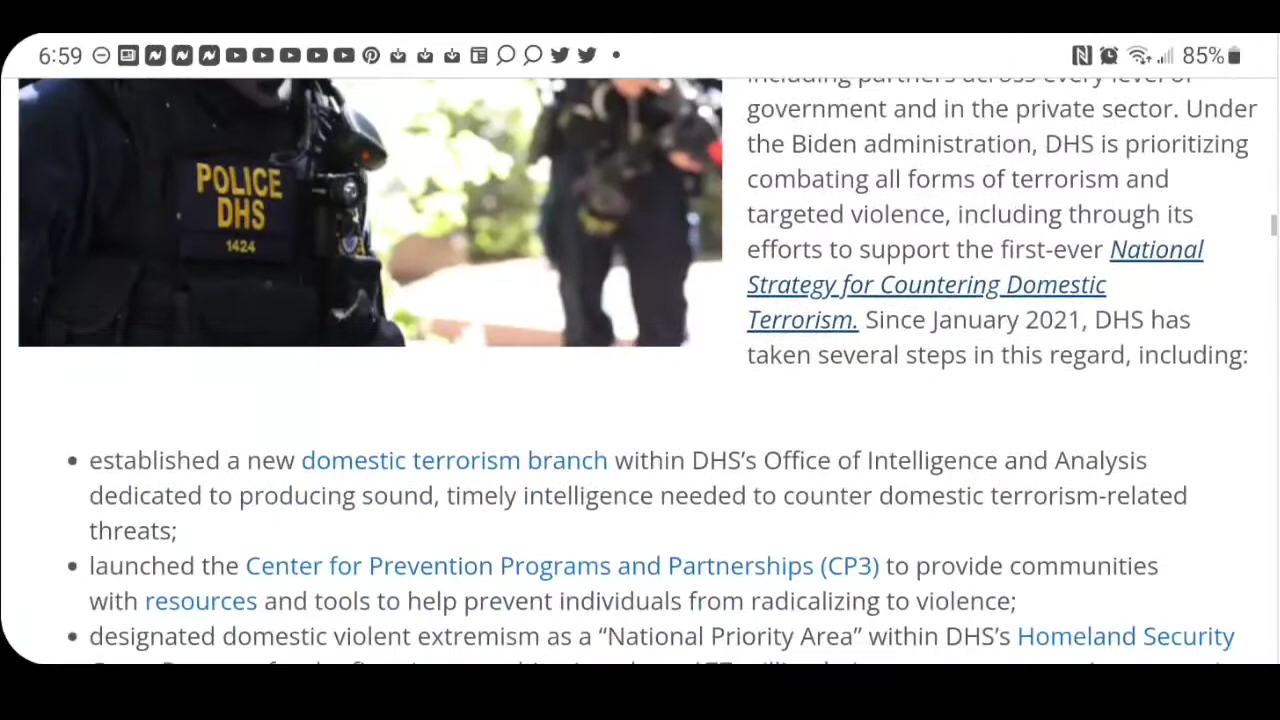 6:59
85%
including partners across every level of
government and in the private sector. Under
the Biden administration, DHS is prioritizing
combating all forms of terrorism and
targeted violence, including through its
efforts to support the first-ever National
Strategy for Countering Domestic
Terrorism. Since January 2021, DHS has
taken several steps in this regard, including:
POLICE
DHS
1424
• established a new domestic terrorism branch within DHS’s Office of Intelligence and Analysis
dedicated to producing sound, timely intelligence needed to counter domestic terrorism-related
threats;
• launched the Center for Prevention Programs and Partnerships (CP3) to provide communities
with resources and tools to help prevent individuals from radicalizing to violence;
• designated domestic violent extremism as a “National Priority Area” within DHS’s Homeland Security